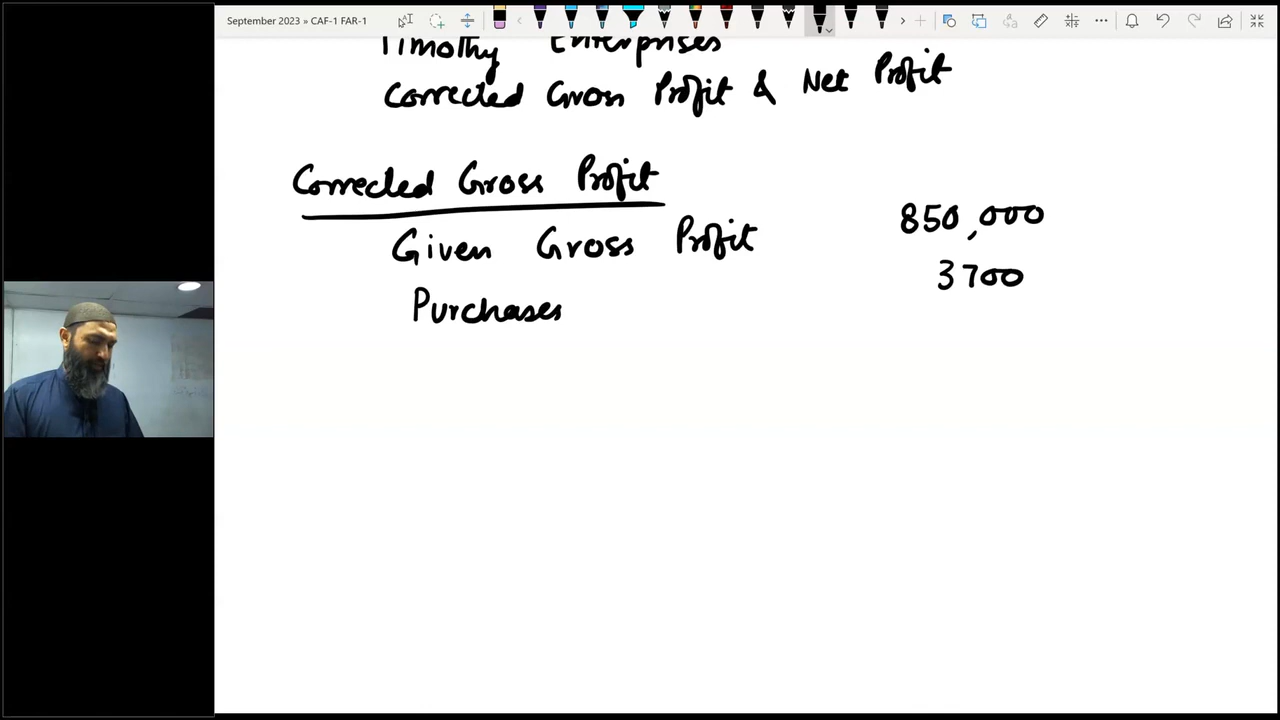 September 2023 » CAF-1 FAR-1
Timothy Enterprises
Corrected Gross Profit & Net Profit
Corrected Gross Profit
Given Gross Profit 850,000
Purchases 3700